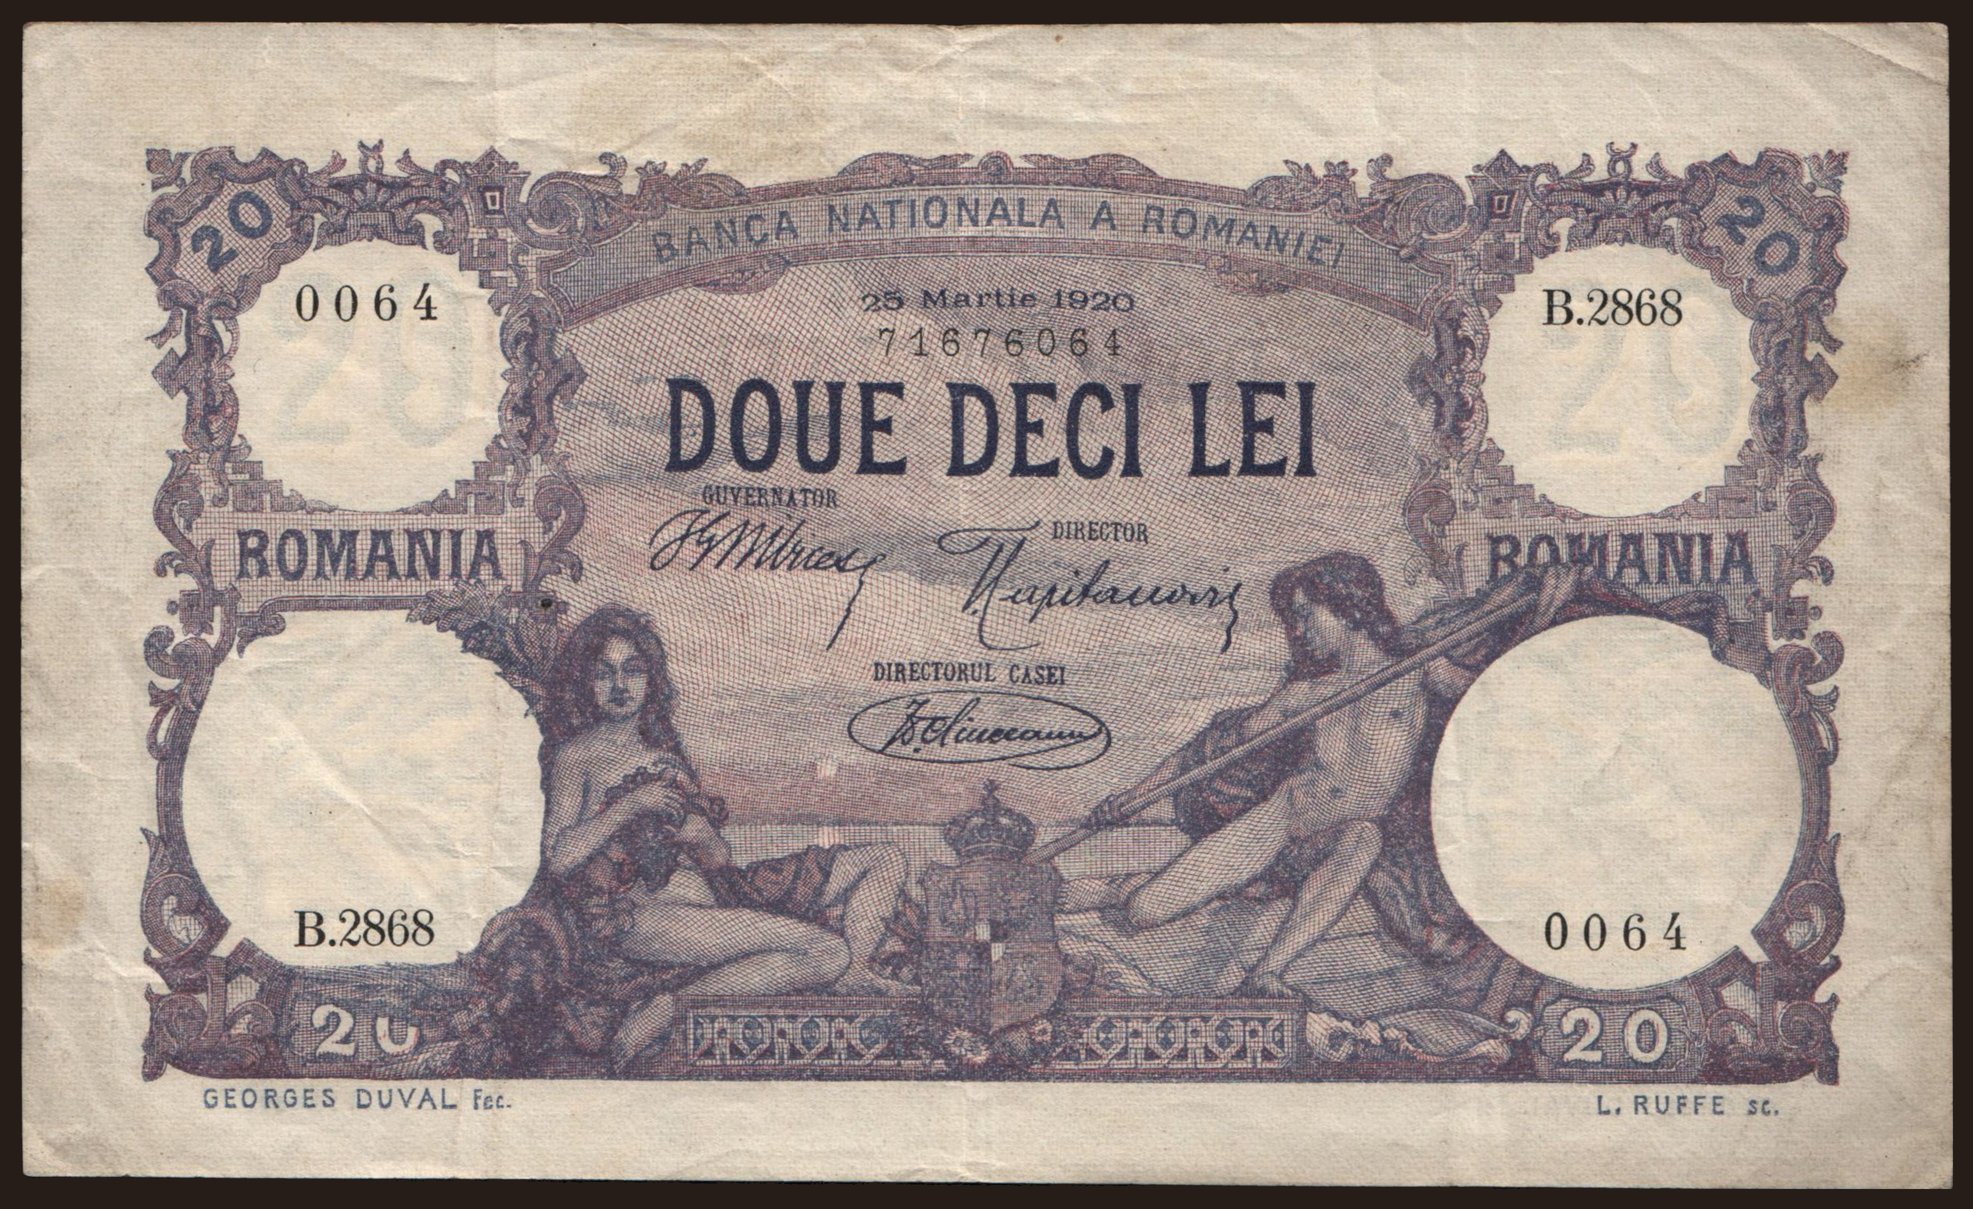 20
20
BANCA NATIONALA A ROMANIEI
0064
25 Martie 1920
B.2868
71676064
DOUE DECI LEI
GUVERNATOR
DIRECTOR
ROMANIA
ROMANIA
DIRECTORUL CASEI
B.2868
0064
20
20
GEORGES DUVAL Fec.
L. RUFFE sc.